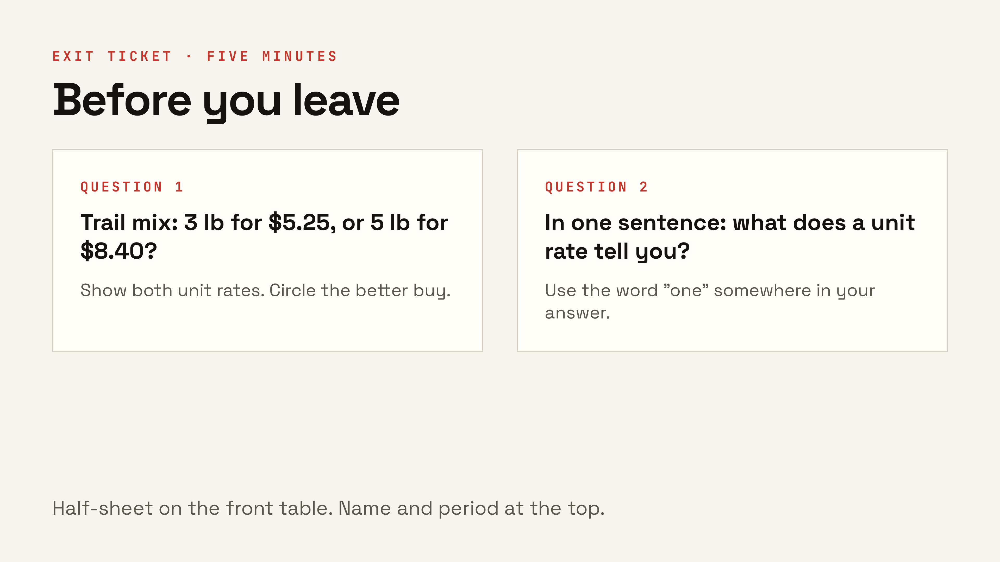 EXIT TICKET · FIVE MINUTES
Before you leave
QUESTION 1
Trail mix: 3 lb for $5.25, or 5 lb for
$8.40?
Show both unit rates. Circle the better buy.
QUESTION 2
In one sentence: what does a unit
rate tell you?
Use the word ”one” somewhere in your
answer.
Half-sheet on the front table. Name and period at the top.